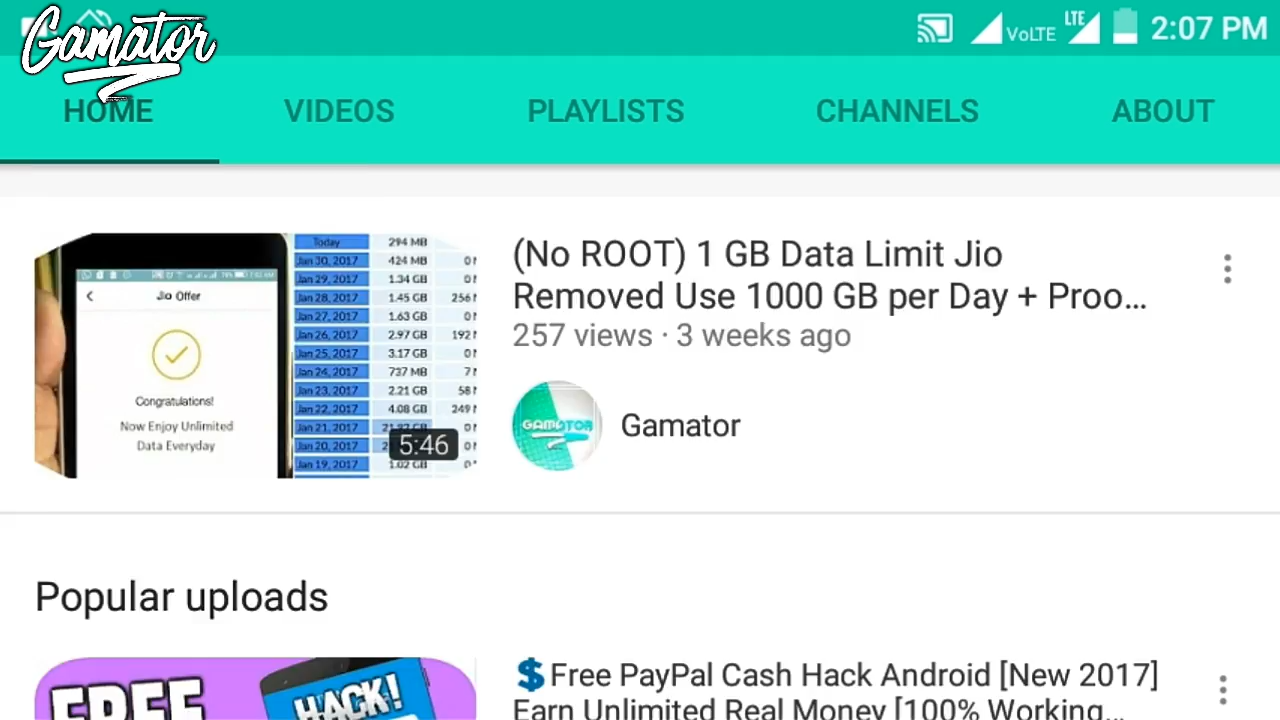 Gamator
VoLTE LTE 2:07 PM
HOME VIDEOS PLAYLISTS CHANNELS ABOUT
Jio Offer
Congratulations!
Now Enjoy Unlimited
Data Everyday
Today 294 MB
Jan 30, 2017 424 MB
Jan 29, 2017 1.34 GB
Jan 28, 2017 1.45 GB 256
Jan 27, 2017 1.63 GB
Jan 26, 2017 2.97 GB 192
Jan 25, 2017 3.17 GB
Jan 24, 2017 737 MB
Jan 23, 2017 2.21 GB 58
Jan 22, 2017 4.08 GB 249
Jan 21, 2017
Jan 20, 2017
Jan 19, 2017 1.02 GB
5:46
(No ROOT) 1 GB Data Limit Jio
Removed Use 1000 GB per Day + Proo...
257 views · 3 weeks ago
GAMATOR
Gamator
Popular uploads
FREE
HACK!
💲Free PayPal Cash Hack Android [New 2017]
Earn Unlimited Real Money [100% Working...